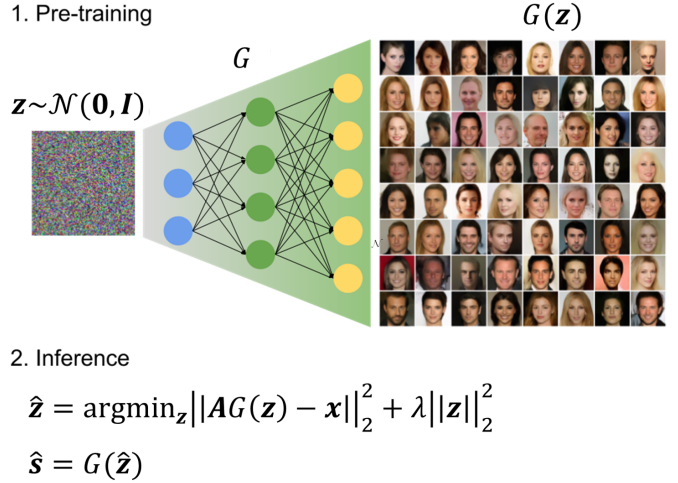 1. Pre-training
G(z)
G
z~𝒩(0, I)
𝒩
2. Inference
ẑ = argmin_z||AG(z) − x||₂² + λ||z||₂²
ŝ = G(ẑ)